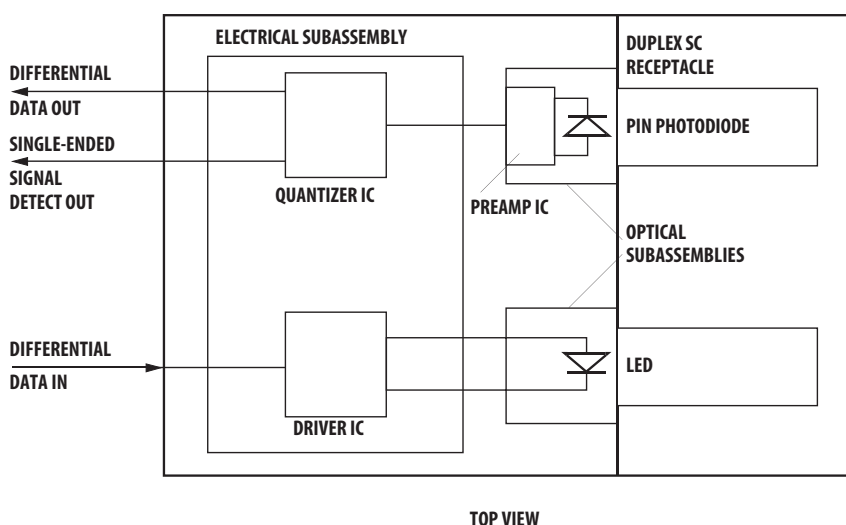 ELECTRICAL SUBASSEMBLY
DUPLEX SC
RECEPTACLE
DIFFERENTIAL
DATA OUT
SINGLE-ENDED
SIGNAL
DETECT OUT
QUANTIZER IC
PREAMP IC
PIN PHOTODIODE
OPTICAL
SUBASSEMBLIES
DIFFERENTIAL
DATA IN
DRIVER IC
LED
TOP VIEW